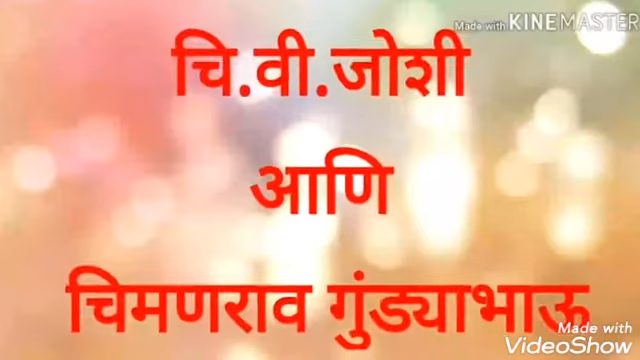 Made with KINEMASTER
चि.वी.जोशी
आणि
चिमणराव गुंड्याभाऊ
Made with
VideoShow